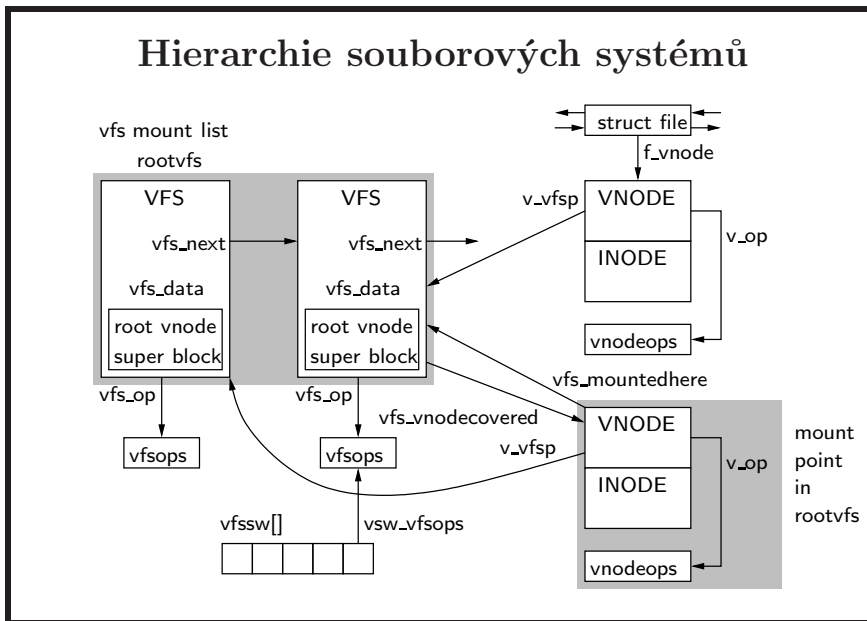 Hierarchie souborových systémů
vfs mount list
rootvfs
VFS
vfs_next
vfs_data
root vnode
super block
vfs_op
vfsops
VFS
vfs_next
vfs_data
root vnode
super block
vfs_op
vfsops
vfssw[]
vsw_vfsops
struct file
f_vnode
v_vfsp
VNODE
INODE
v_op
vnodeops
vfs_mountedhere
vfs_vnodecovered
v_vfsp
VNODE
INODE
v_op
vnodeops
mount
point
in
rootvfs